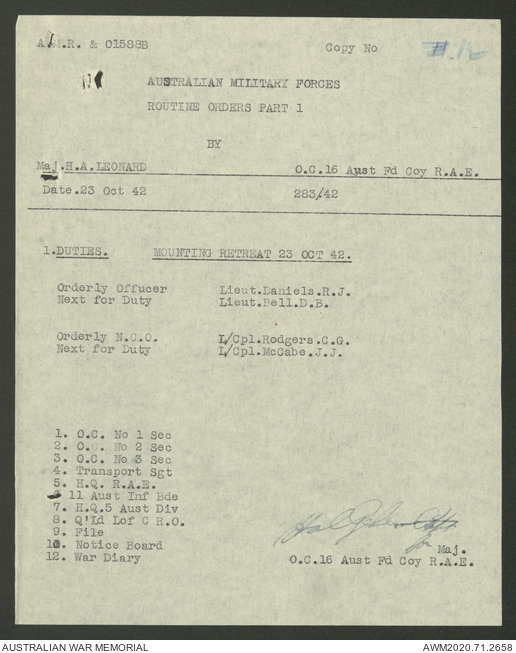 A.A.F.R. & 01588B Copy No # 12
AUSTRALIAN MILITARY FORCES
ROUTINE ORDERS PART 1
BY
Maj.H.A.LEONARD O.C.16 Aust Fd Coy R.A.E.
Date.23 Oct 42 283/42
1.DUTIES. MOUNTING RETREAT 23 OCT 42.
Orderly Offucer Lieut.Daniels.R.J.
Next for Duty Lieut.Bell.D.B.
Orderly N.C.O. L/Cpl.Rodgers.C.G.
Next for Duty L/Cpl.McCabe.J.J.
1. O.C. No 1 Sec
2. O.C. No 2 Sec
3. O.C. No 3 Sec
4. Transport Sgt
5. H.Q. R.A.E.
11 Aust Inf Bde
7. H.Q.5 Aust Div
8. Q'Ld Lof C R.O.
9. File
10. Notice Board
12. War Diary
Maj.
O.C.16 Aust Fd Coy R.A.E.
AUSTRALIAN WAR MEMORIAL AWM2020.71.2658